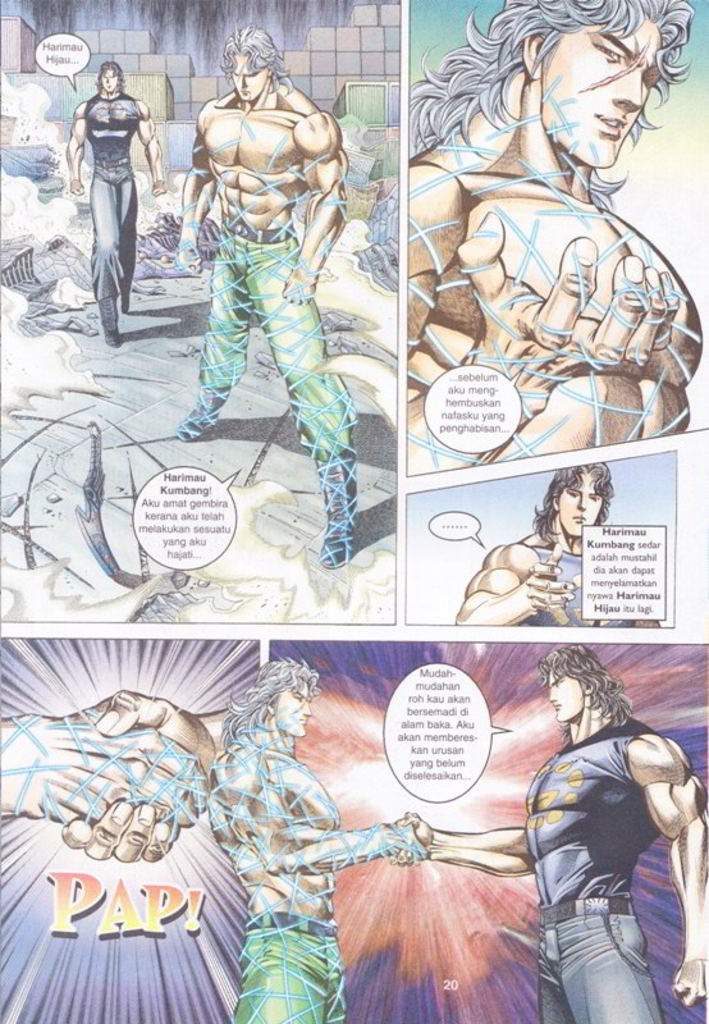 Harimau
Hijau...
Harimau
Kumbang!
Aku amat gembira
kerana aku telah
melakukan sesuatu
yang aku
hajati...
...sebelum
aku meng-
hembuskan
nafasku yang
penghabisan...
......
Harimau
Kumbang sedar
adalah mustahil
dia akan dapat
menyelamatkan
nyawa Harimau
Hijau itu lagi.
PAP!
Mudah-
mudahan
roh kau akan
bersemadi di
alam baka. Aku
akan memberes-
kan urusan
yang belum
diselesaikan...
20